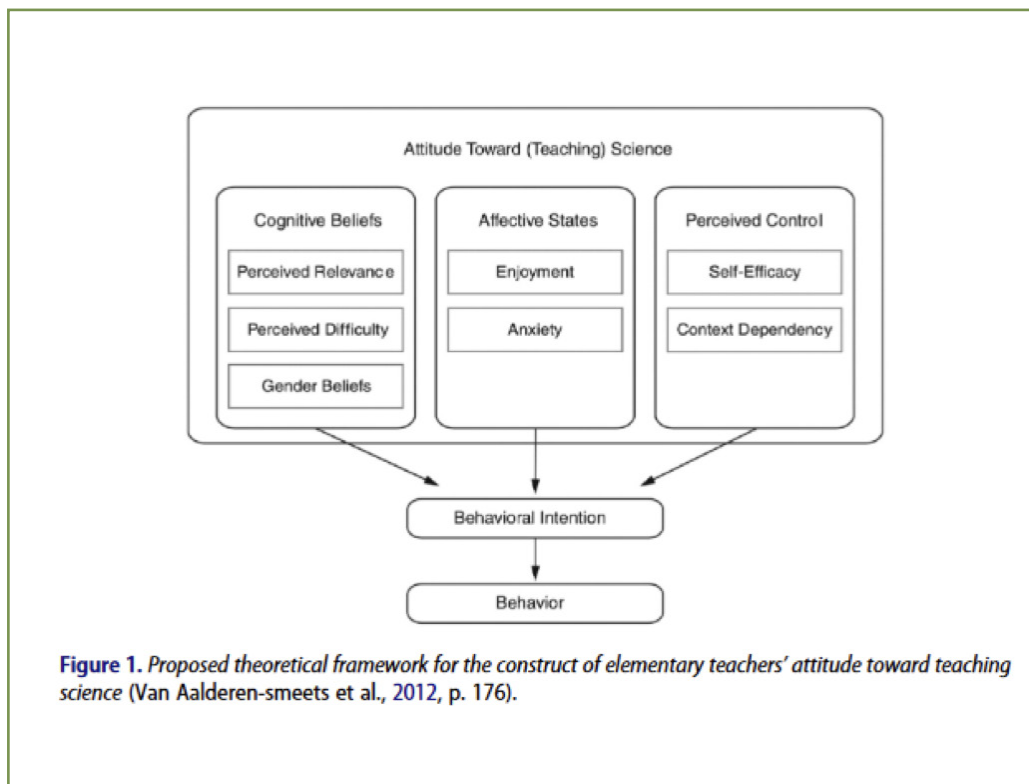 Attitude Toward (Teaching) Science
Cognitive Beliefs
Perceived Relevance
Perceived Difficulty
Gender Beliefs
Affective States
Enjoyment
Anxiety
Perceived Control
Self-Efficacy
Context Dependency
Behavioral Intention
Behavior
Figure 1. Proposed theoretical framework for the construct of elementary teachers’ attitude toward teaching
science (Van Aalderen-smeets et al., 2012, p. 176).